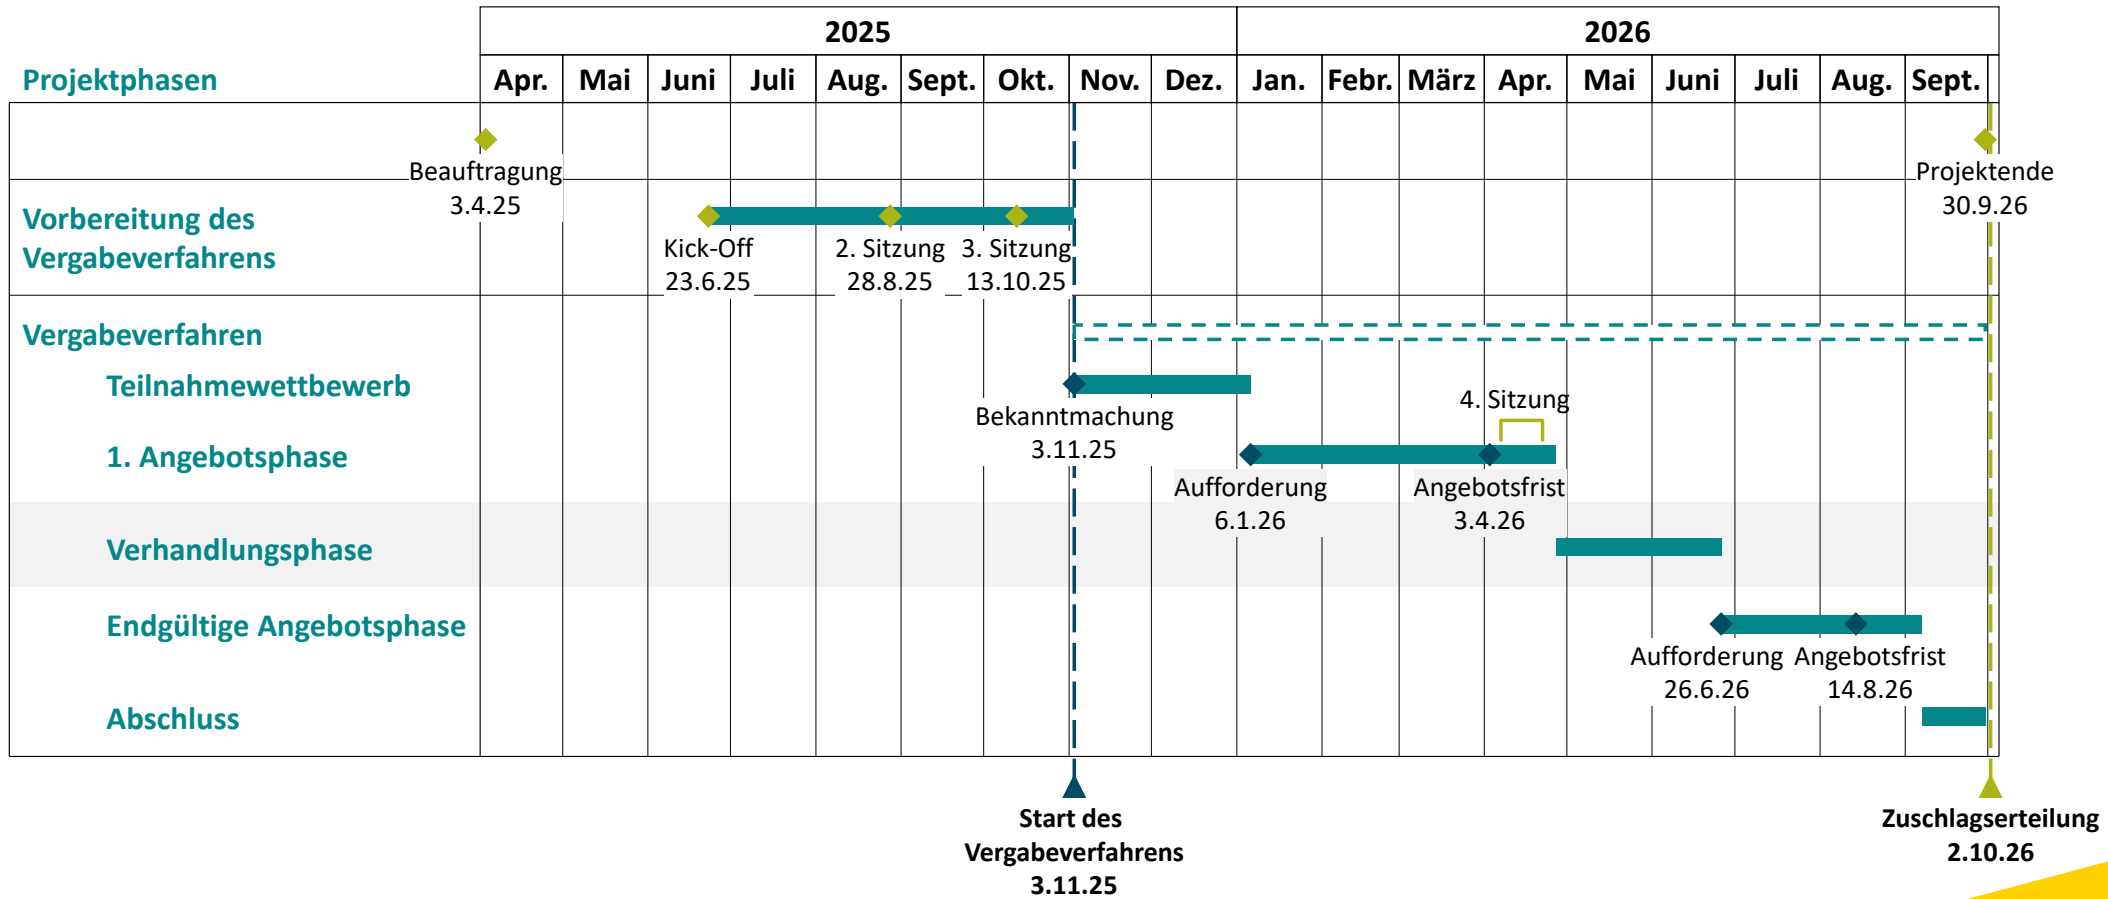 2025
2026
Projektphasen
Apr.
Mai
Juni
Juli
Aug.
Sept.
Okt.
Nov.
Dez.
Jan.
Febr.
März
Apr.
Mai
Juni
Juli
Aug.
Sept.
Beauftragung
3.4.25
Projektende
30.9.26
Vorbereitung des
Vergabeverfahrens
Kick-Off
23.6.25
2. Sitzung
28.8.25
3. Sitzung
13.10.25
Vergabeverfahren
Teilnahmewettbewerb
Bekanntmachung
3.11.25
4. Sitzung
1. Angebotsphase
Aufforderung
6.1.26
Angebotsfrist
3.4.26
Verhandlungsphase
Endgültige Angebotsphase
Aufforderung
26.6.26
Angebotsfrist
14.8.26
Abschluss
Start des
Vergabeverfahrens
3.11.25
Zuschlagserteilung
2.10.26